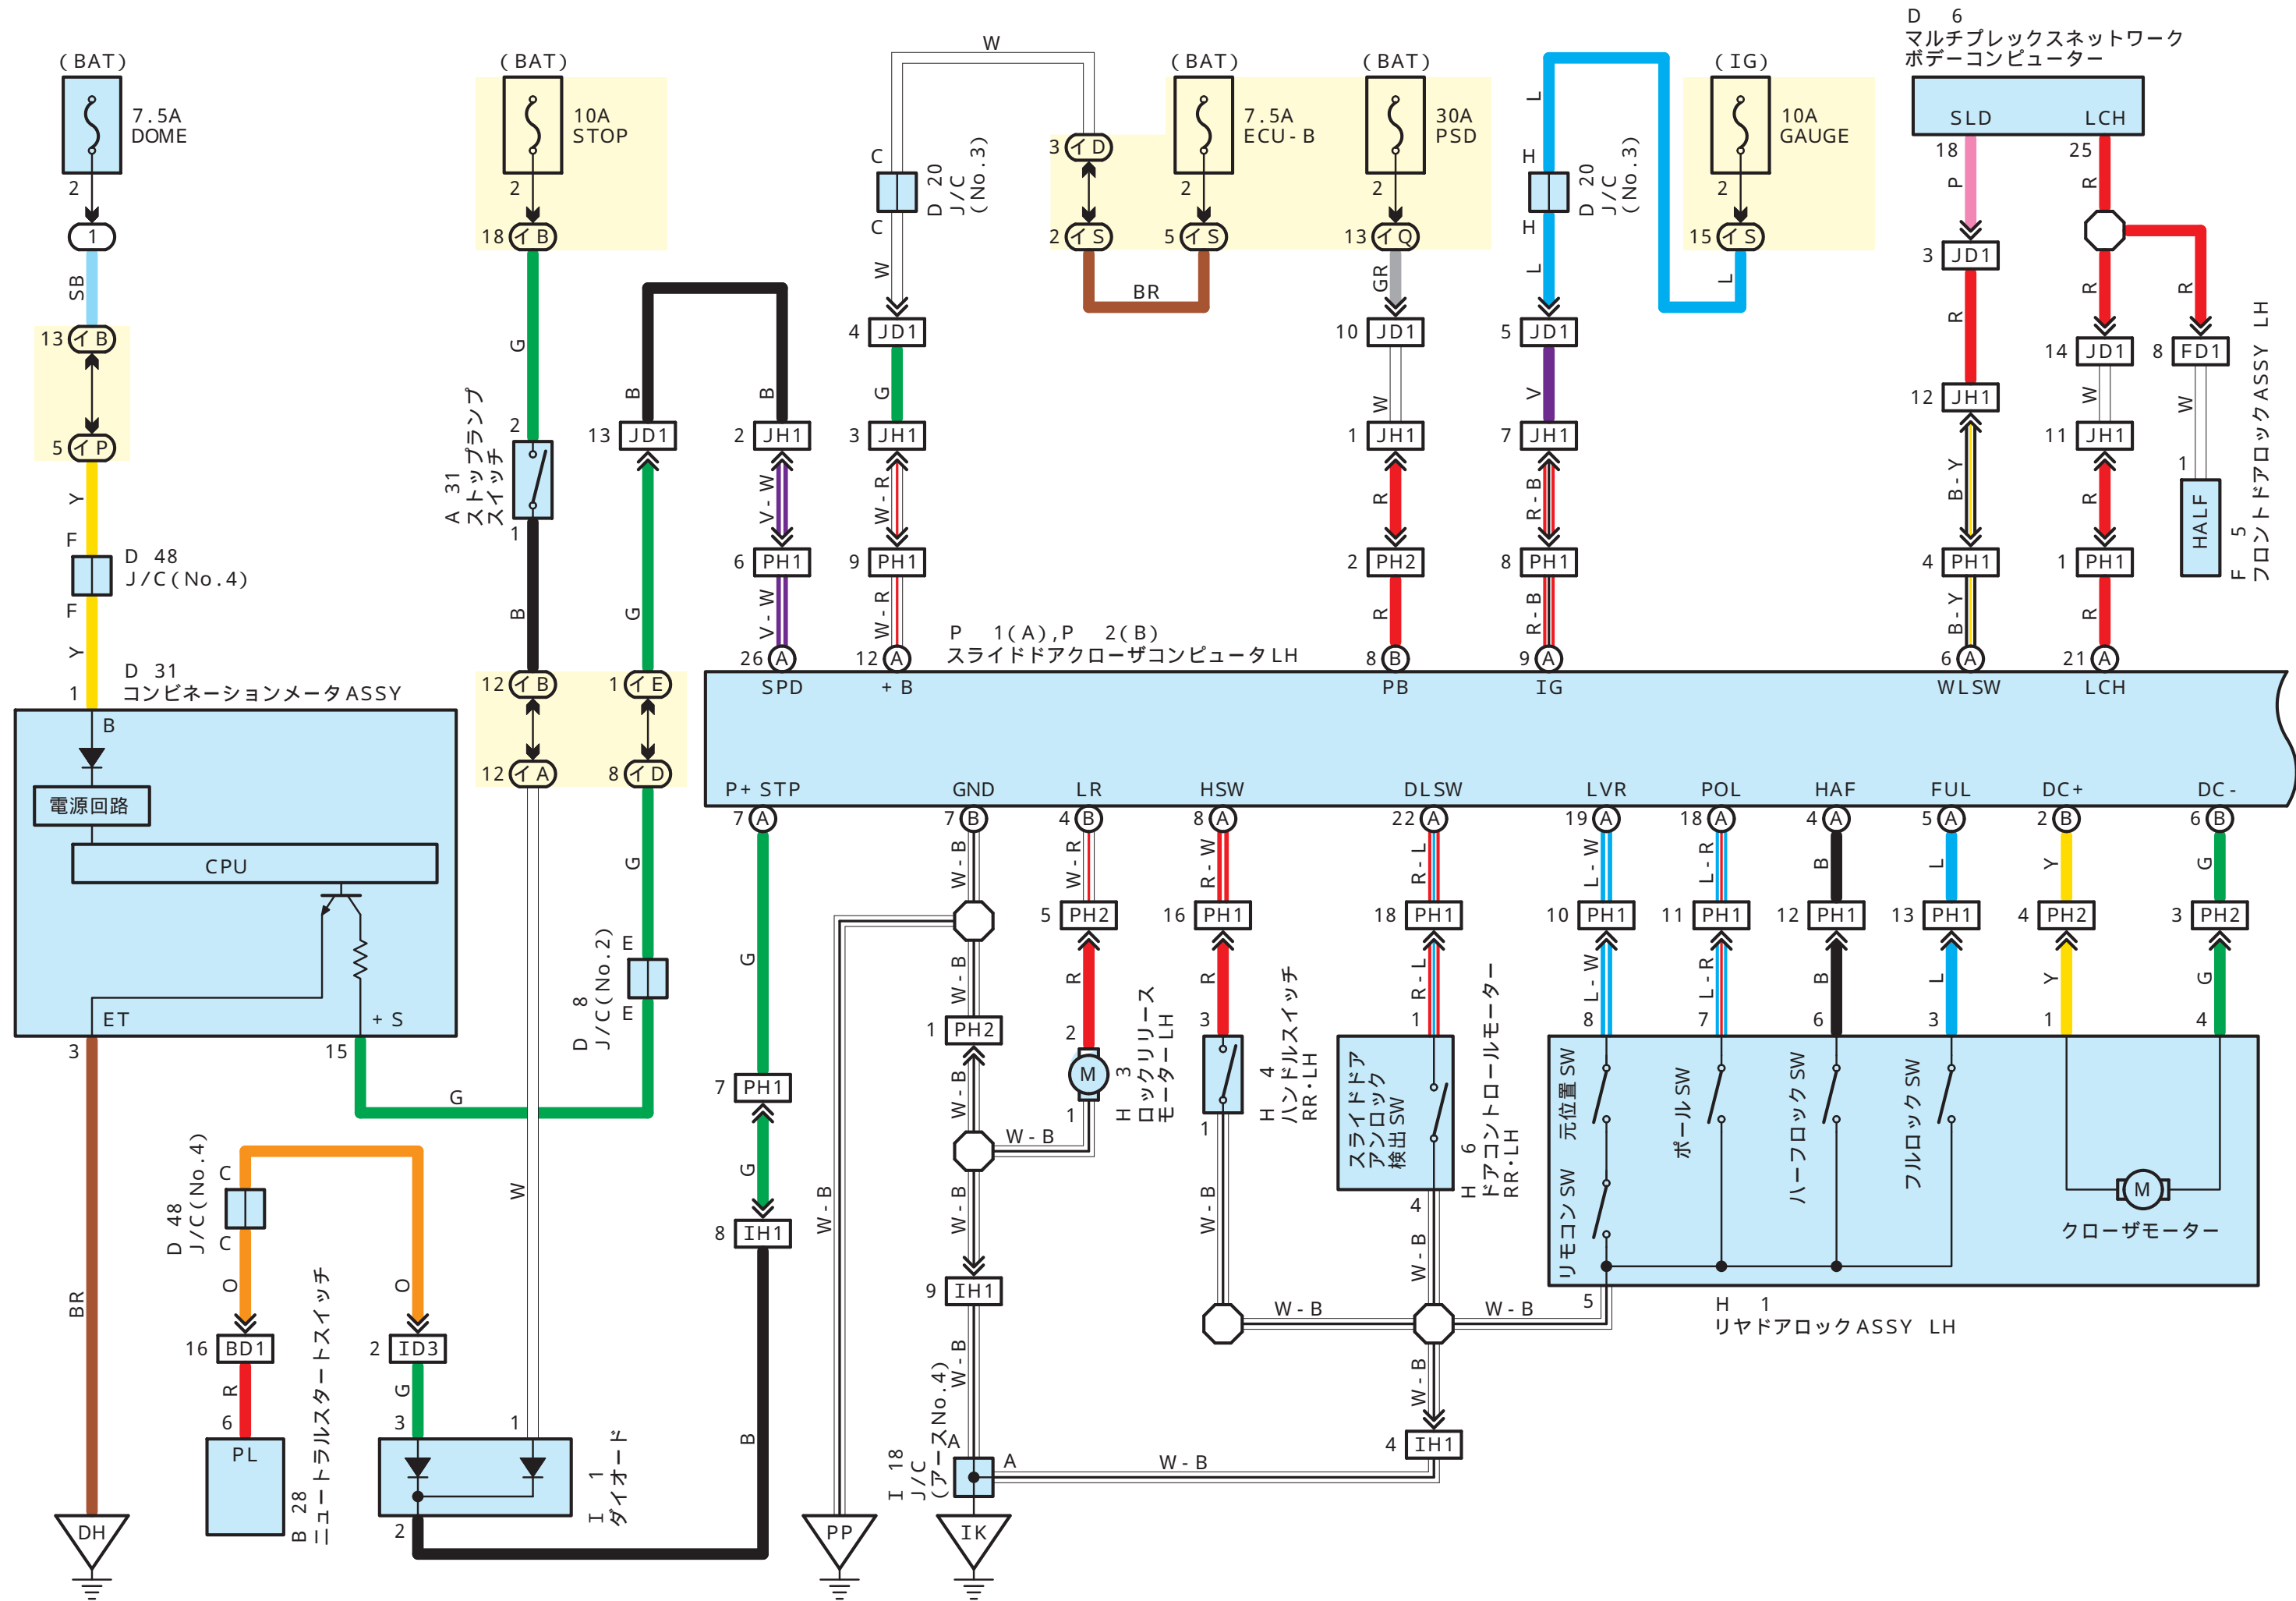 (BAT)
7.5A
DOME
2
1
SB
13 イB
5 イP
Y
F
D 48
J/C(No.4)
F
Y
1
D 31
コンビネーションメータASSY
B
電源回路
CPU
ET
+S
3
15
BR
G
DH
(BAT)
10A
STOP
2
18 イB
G
2
A 31
ストップランプ
スイッチ
1
B
12 イB
12 イA
W
1 イE
8 イD
G
E
D 8
J/C(No.2)
E
13 JD1
B
G
B
2 JH1
V-W
6 PH1
V-W
26 A
SPD
W
C
D 20
J/C
(No.3)
C
W
4 JD1
G
3 JH1
W-R
9 PH1
W-R
12 A
+B
3 イD
2 イS
BR
(BAT)
7.5A
ECU-B
2
5 イS
(BAT)
30A
PSD
2
13 イQ
GR
10 JD1
W
1 JH1
R
2 PH2
R
8 B
PB
L
H
D 20
J/C
(No.3)
H
L
5 JD1
V
7 JH1
R-B
8 PH1
R-B
9 A
IG
(IG)
10A
GAUGE
2
15 イS
L
D 6
マルチプレックスネットワーク
ボデーコンピューター
SLD
LCH
18
P
3 JD1
R
12 JH1
B-Y
4 PH1
B-Y
6 A
WLSW
25
R
R
14 JD1
W
11 JH1
R
1 PH1
R
21 A
LCH
R
8 FD1
W
1
HALF
F 5
フロントドアロックASSY LH
P 1(A),P 2(B)
スライドドアクローザコンピュータLH
P+ STP
GND
LR
HSW
DLSW
LVR
POL
HAF
FUL
DC+
DC-
7 A
G
7 PH1
G
8 IH1
B
7 B
W-B
W-B
1 PH2
W-B
W-B
W-B
W-B
9 IH1
W-B
A
I 18
J/C
(アースNo.4)
A
W-B
PP
IK
4 B
W-R
5 PH2
R
2
M
1
H 3
ロックリリース
モーターLH
8 A
R-W
16 PH1
R
3
1
H 4
ハンドルスイッチ
RR・LH
W-B
W-B
22 A
R-L
18 PH1
R-L
1
スライドドア
アンロック
検出SW
4
H 6
ドアコントロールモーター
RR・LH
W-B
W-B
W-B
4 IH1
19 A
L-W
10 PH1
L-W
8
18 A
L-R
11 PH1
L-R
7
4 A
B
12 PH1
B
6
5 A
L
13 PH1
L
3
2 B
Y
4 PH2
Y
1
6 B
G
3 PH2
G
4
元位置SW
リモコンSW
ポールSW
ハーフロックSW
フルロックSW
M
クローザモーター
5
H 1
リヤドアロックASSY LH
D 48
J/C(No.4)
C
C
O
16 BD1
R
6
PL
B 28
ニュートラルスタートスイッチ
O
2 ID3
G
3
1
2
I 1
ダイオード